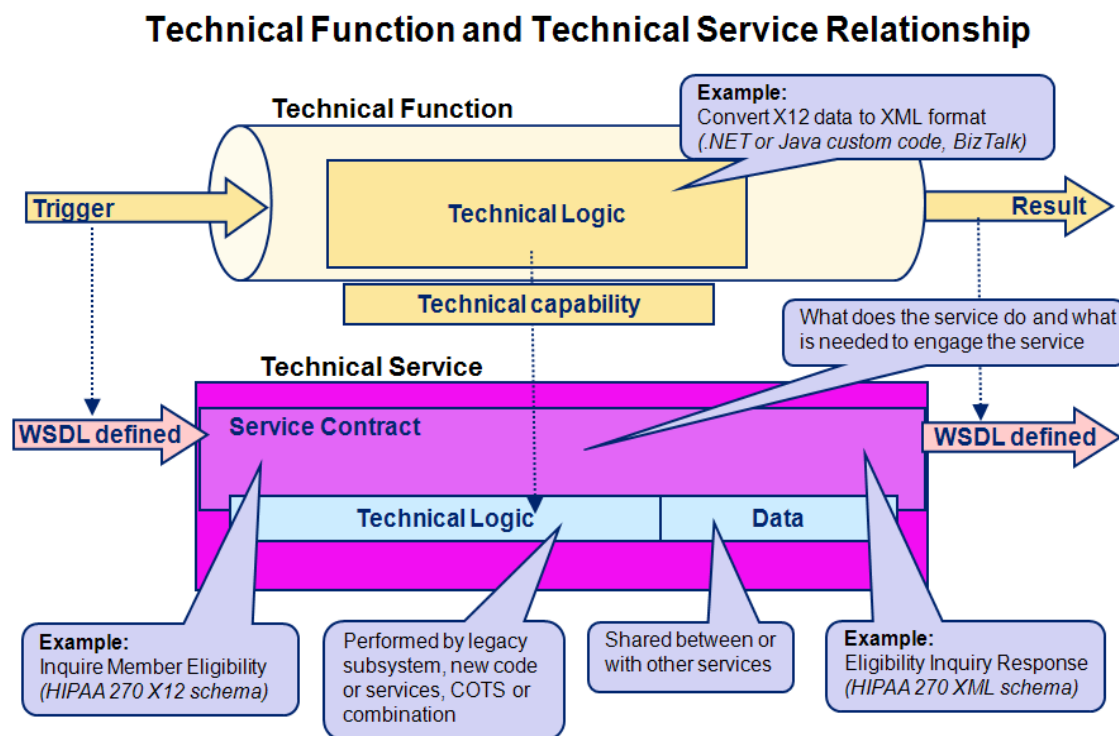 Technical Function and Technical Service Relationship
Technical Function
Example:
Convert X12 data to XML format
(.NET or Java custom code, BizTalk)
Trigger
Technical Logic
Result
Technical capability
What does the service do and what
is needed to engage the service
Technical Service
WSDL defined
Service Contract
WSDL defined
Technical Logic
Data
Example:
Inquire Member Eligibility
(HIPAA 270 X12 schema)
Performed by legacy
subsystem, new code
or services, COTS or
combination
Shared between or
with other services
Example:
Eligibility Inquiry Response
(HIPAA 270 XML schema)